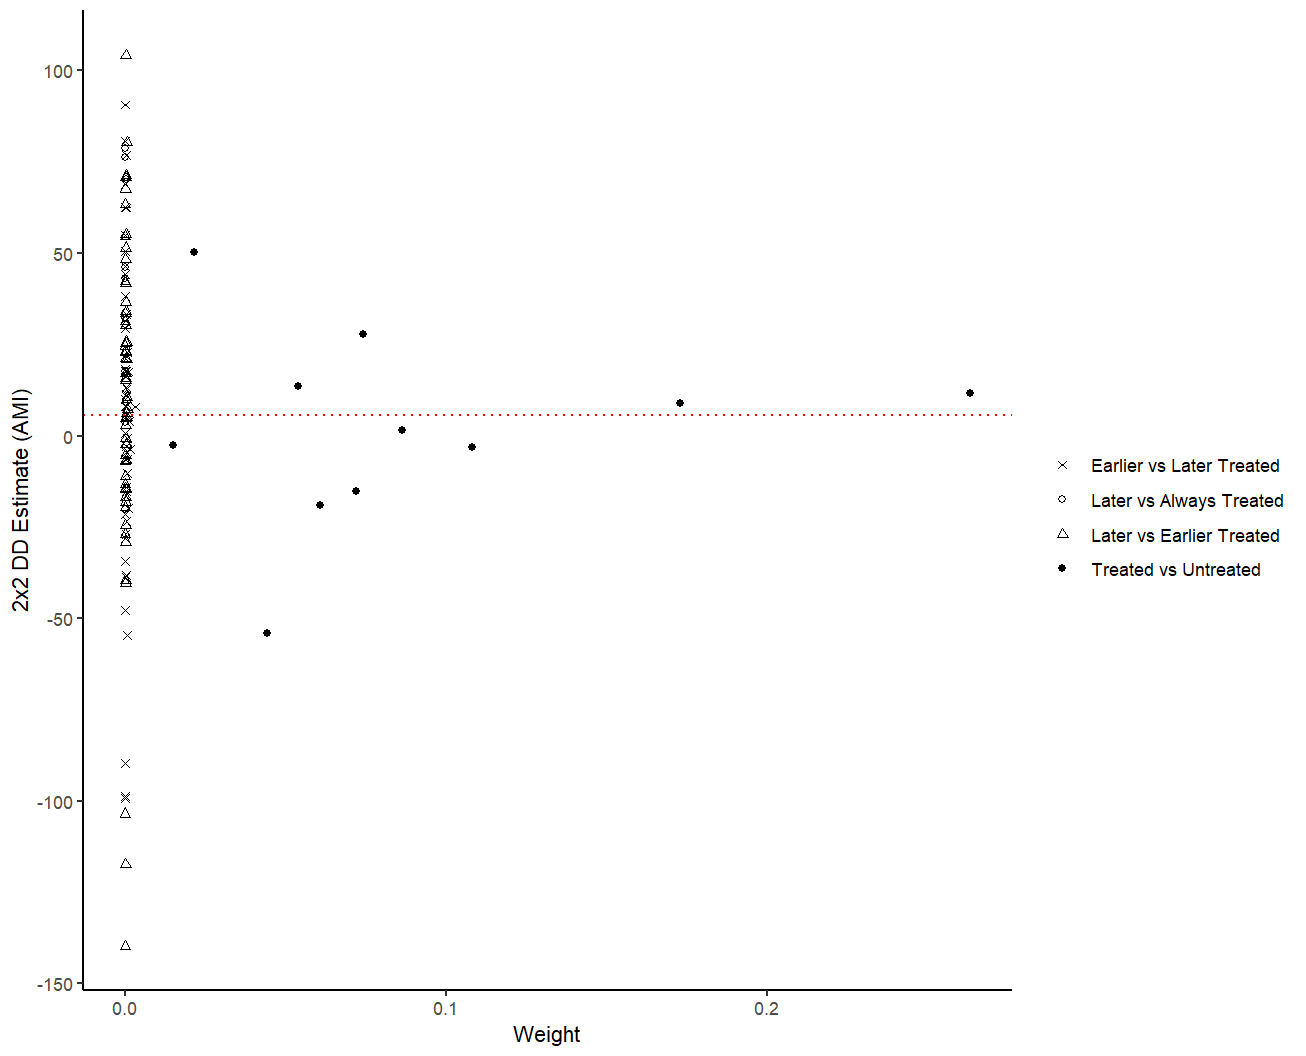 100
50
0
-50
-100
-150
2x2 DD Estimate (AMI)
0.0
0.1
0.2
Weight
Earlier vs Later Treated
Later vs Always Treated
Later vs Earlier Treated
Treated vs Untreated